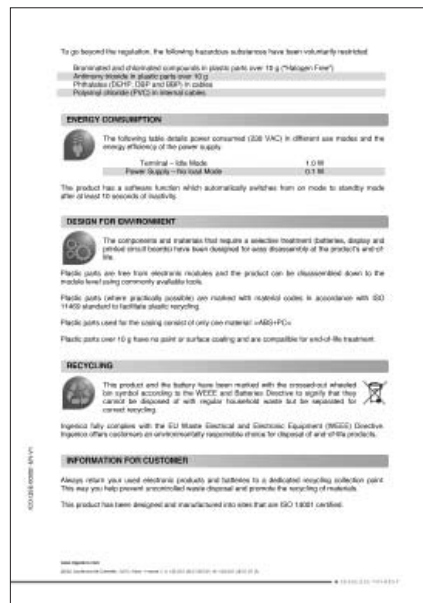 To go beyond the regulation, the following hazardous substances have been voluntarily restricted:
Brominated and chlorinated compounds in plastic parts over 10 g ("Halogen Free")
Antimony trioxide in plastic parts over 10 g
Phthalates (DEHP, DBP and BBP) in cables
Polyvinyl chloride (PVC) in internal cables
ENERGY CONSUMPTION
The following table details power consumed (230 VAC) in different use modes and the
energy efficiency of the power supply.
Terminal – Idle Mode 1.0 W
Power Supply – No load Mode 0.1 W
The product has a software function which automatically switches from on mode to standby mode
after at least 10 seconds of inactivity.
DESIGN FOR ENVIRONMENT
The components and materials that require a selective treatment (batteries, display and
printed circuit boards) have been designed for easy disassembly at the product's end-of-
life.
Plastic parts are free from electronic modules and the product can be disassembled down to the
module level using commonly available tools.
Plastic parts (where practically possible) are marked with material codes in accordance with ISO
11469 standard to facilitate plastic recycling.
Plastic parts used for the casing consist of only one material: >ABS+PC<
Plastic parts over 10 g have no paint or surface coating and are compatible for end-of-life treatment.
RECYCLING
This product and the battery have been marked with the crossed-out wheeled
bin symbol according to the WEEE and Batteries Directive to signify that they
cannot be disposed of with regular household waste but be separated for
correct recycling.
Ingenico fully complies with the EU Waste Electrical and Electronic Equipment (WEEE) Directive.
Ingenico offers customers an environmentally responsible choice for disposal of end-of-life products.
INFORMATION FOR CUSTOMER
Always return your used electronic products and batteries to a dedicated recycling collection point.
This way you help prevent uncontrolled waste disposal and promote the recycling of materials.
This product has been designed and manufactured into sites that are ISO 14001 certified.
www.ingenico.com